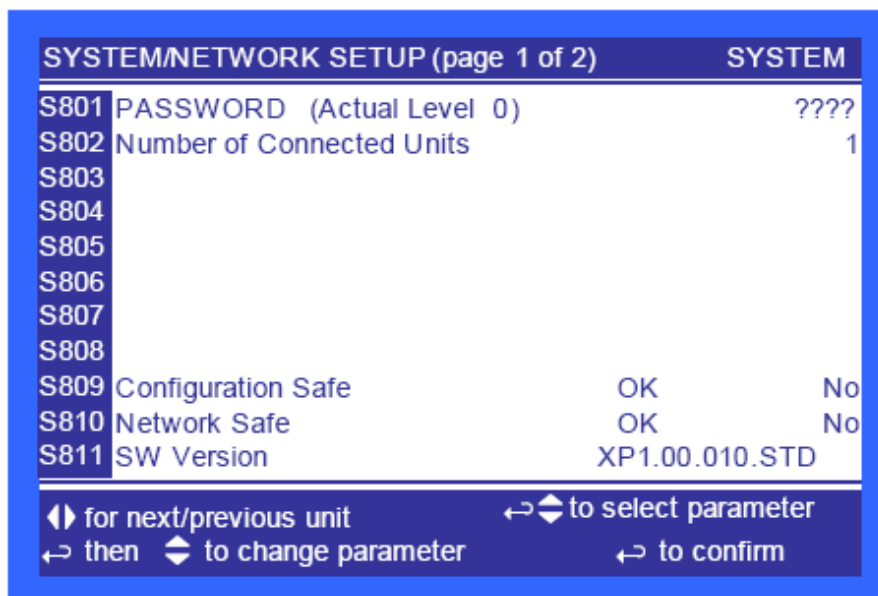 SYSTEM/NETWORK SETUP (page 1 of 2) SYSTEM
S801 PASSWORD (Actual Level 0) ????
S802 Number of Connected Units 1
S803
S804
S805
S806
S807
S808
S809 Configuration Safe OK No
S810 Network Safe OK No
S811 SW Version XP1.00.010.STD
for next/previous unit to select parameter
then to change parameter to confirm